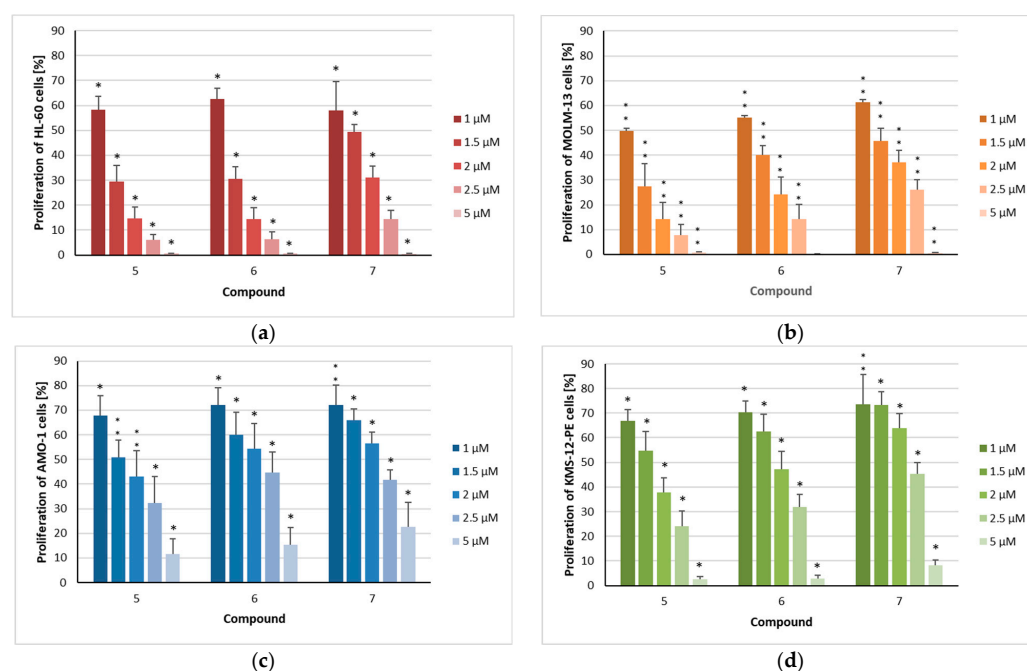 90
80
70
60
50
40
30
20
10
0
Proliferation of HL-60 cells [%]
* * * * *
* * * * *
* * * * *
5 6 7
Compound
1 µM
1.5 µM
2 µM
2.5 µM
5 µM
(a)
90
80
70
60
50
40
30
20
10
0
Proliferation of MOLM-13 cells [%]
** ** ** ** **
** ** ** **
** ** ** ** **
5 6 7
Compound
1 µM
1.5 µM
2 µM
2.5 µM
5 µM
(b)
90
80
70
60
50
40
30
20
10
0
Proliferation of AMO-1 cells [%]
* ** ** * *
* * * * *
** * * * *
5 6 7
Compound
1 µM
1.5 µM
2 µM
2.5 µM
5 µM
(c)
90
80
70
60
50
40
30
20
10
0
Proliferation of KMS-12-PE cells [%]
* * * * *
* * * * *
** * * * *
5 6 7
Compound
1 µM
1.5 µM
2 µM
2.5 µM
5 µM
(d)